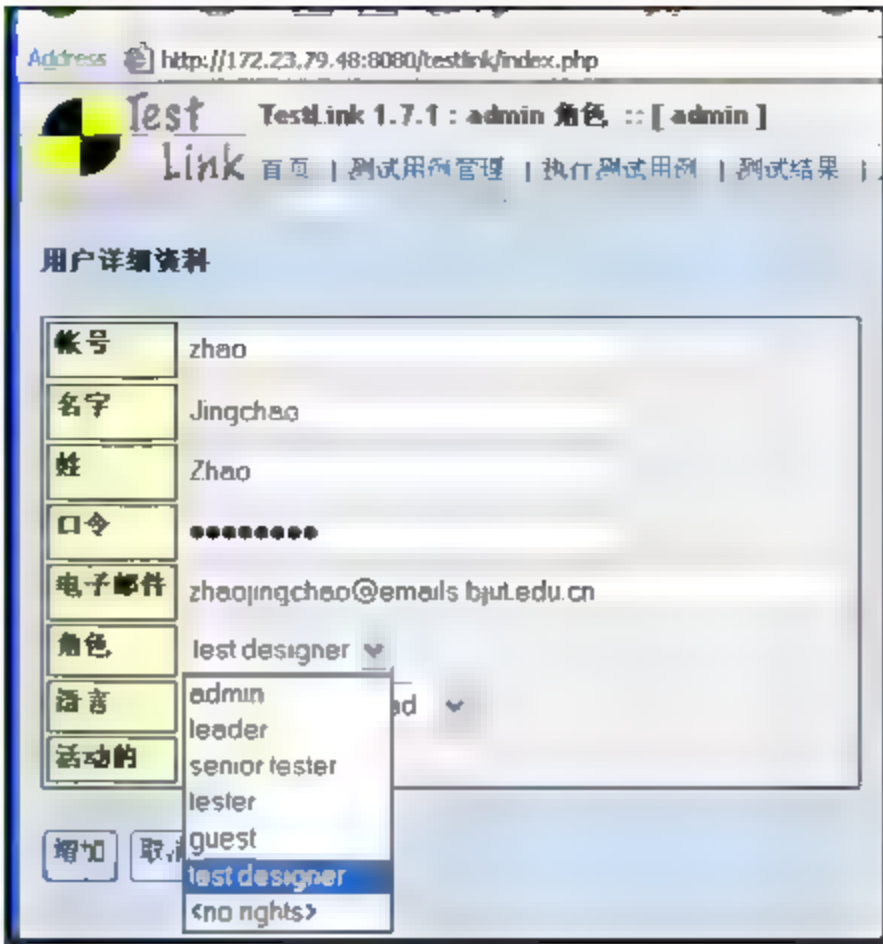 Address http://172.23.79.48:8080/testlink/index.php
Test Link
TestLink 1.7.1 : admin 角色 :: [ admin ]
首页 | 测试用例管理 | 执行测试用例 | 测试结果 |
用户详细资料
帐号 zhao
名字 Jingchao
姓 Zhao
口令 ●●●●●●●●
电子邮件 zhaojingchao@emails.bjut.edu.cn
角色 test designer
语言
活动的
admin
leader
senior tester
tester
guest
test designer
<no rights>
增加
取消